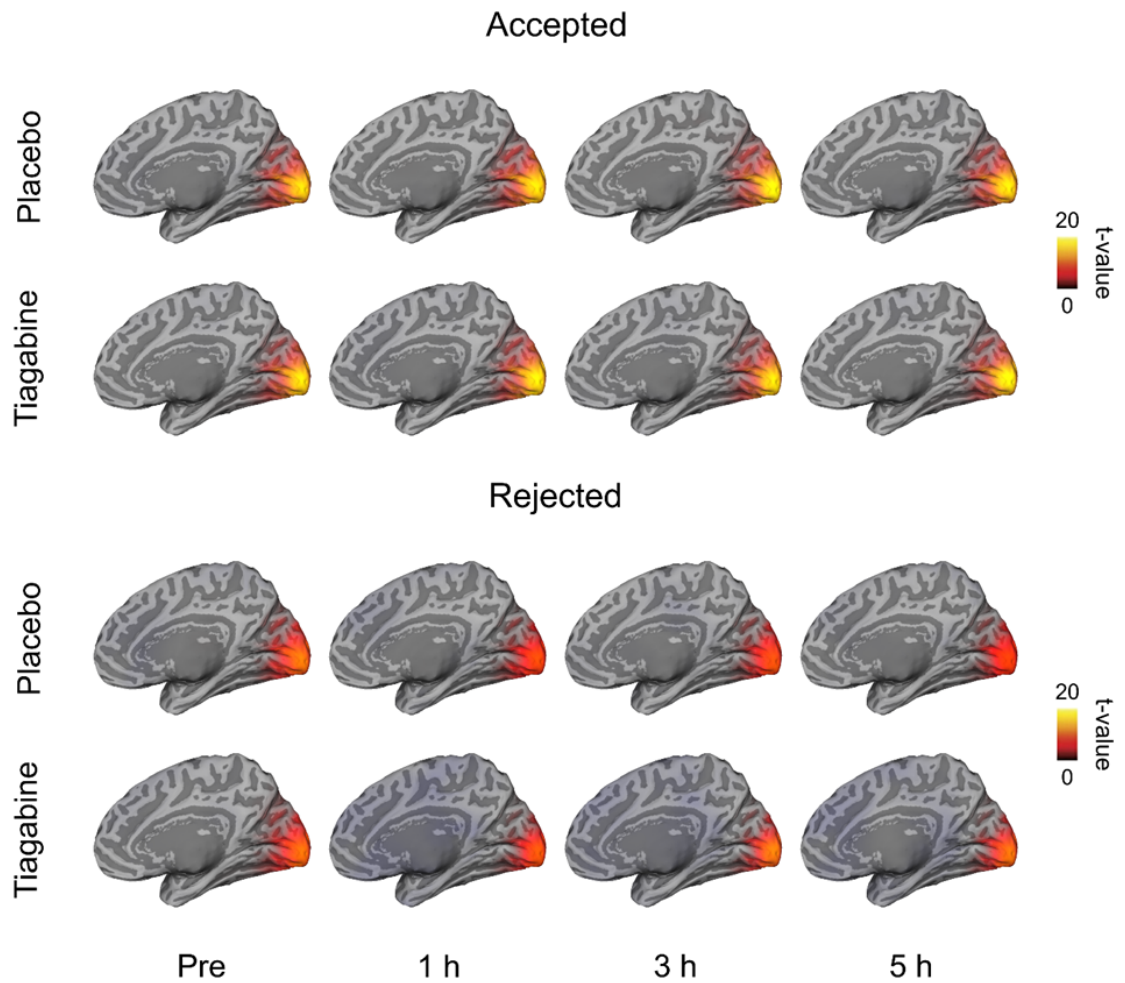 Accepted
Placebo
20
t-value
0
Tiagabine
Rejected
Placebo
20
t-value
0
Tiagabine
Pre
1 h
3 h
5 h